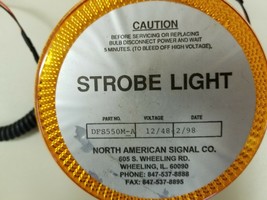 CAUTION
BEFORE SERVICING OR REPLACING
BULB DISCONNECT POWER AND WAIT
5 MINUTES. (TO BLEED OFF HIGH VOLTAGE).
STROBE LIGHT
PART NO. VOLTAGE DATE
DFS550M-A 12/48 2/98
NORTH AMERICAN SIGNAL CO.
605 S. WHEELING RD.
WHEELING, IL. 60090
PHONE: 847-537-8888
FAX: 847-537-8895